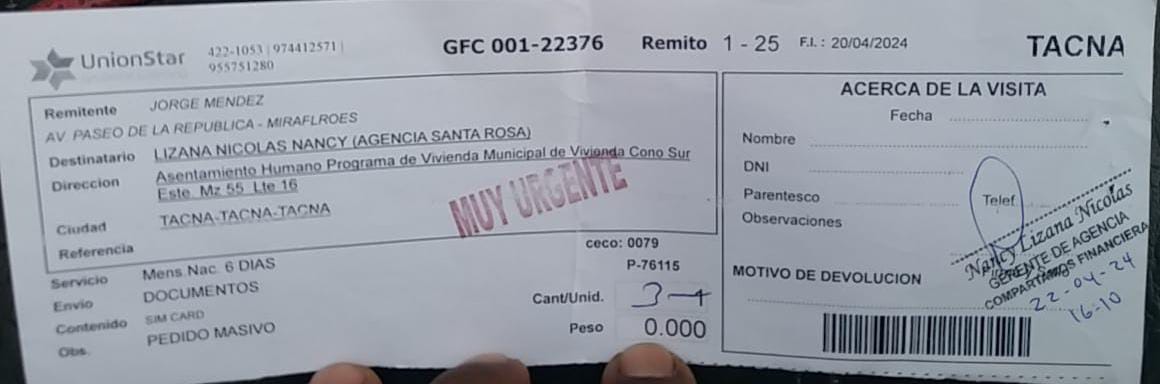 UnionStar
422-1053 | 974412571 |
955751280
GFC 001-22376
Remito 1 - 25
F.I. : 20/04/2024
TACNA
Remitente JORGE MENDEZ
AV PASEO DE LA REPUBLICA - MIRAFLROES
Destinatario LIZANA NICOLAS NANCY (AGENCIA SANTA ROSA)
Direccion Asentamiento Humano Programa de Vivienda Municipal de Vivienda Cono Sur
Este. Mz 55 Lte 16
Ciudad TACNA-TACNA-TACNA
Referencia
MUY URGENTE
Servicio Mens.Nac. 6 DIAS
Envio DOCUMENTOS
Contenido SIM CARD
Obs. PEDIDO MASIVO
ceco: 0079
P-76115
Cant/Unid.
Peso 0.000
ACERCA DE LA VISITA
Fecha
Nombre
DNI
Parentesco Telef
Observaciones
MOTIVO DE DEVOLUCION
Nancy Lizana Nicolas
GERENTE DE AGENCIA
COMPARTAMOS FINANCIERA
22-04-24
16:10